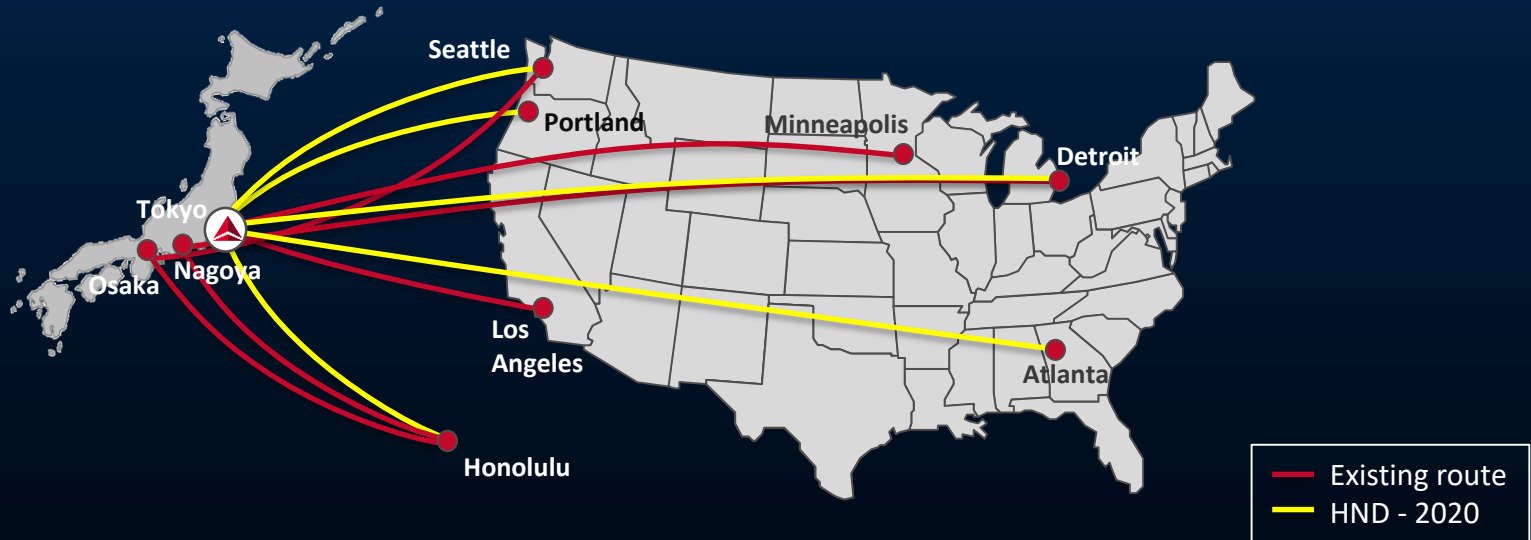 Seattle
Portland
Minneapolis
Detroit
Tokyo
Nagoya
Osaka
Los
Angeles
Atlanta
Honolulu
Existing route
HND - 2020